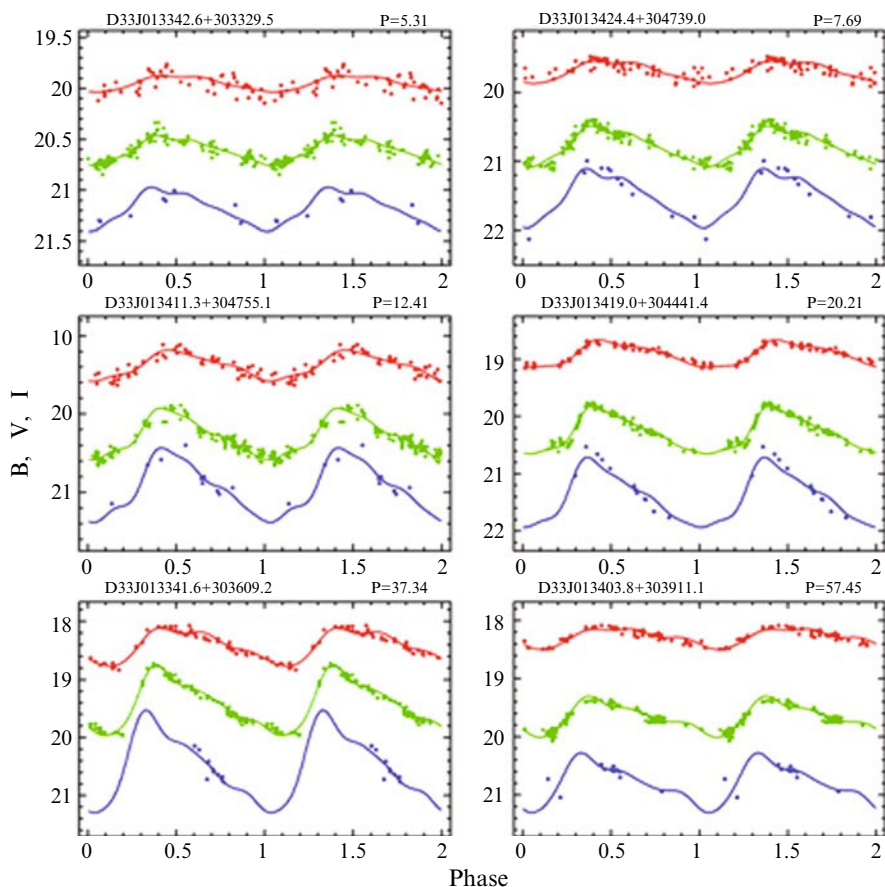 D33J013342.6+303329.5 P=5.31
D33J013424.4+304739.0 P=7.69
19.5
20
20.5
21
21.5
0 0.5 1 1.5 2
20
21
22
0 0.5 1 1.5 2
D33J013411.3+304755.1 P=12.41
D33J013419.0+304441.4 P=20.21
10
20
21
0 0.5 1 1.5 2
19
20
21
22
0 0.5 1 1.5 2
B, V, I
D33J013341.6+303609.2 P=37.34
D33J013403.8+303911.1 P=57.45
18
19
20
21
0 0.5 1 1.5 2
18
19
20
21
0 0.5 1 1.5 2
Phase